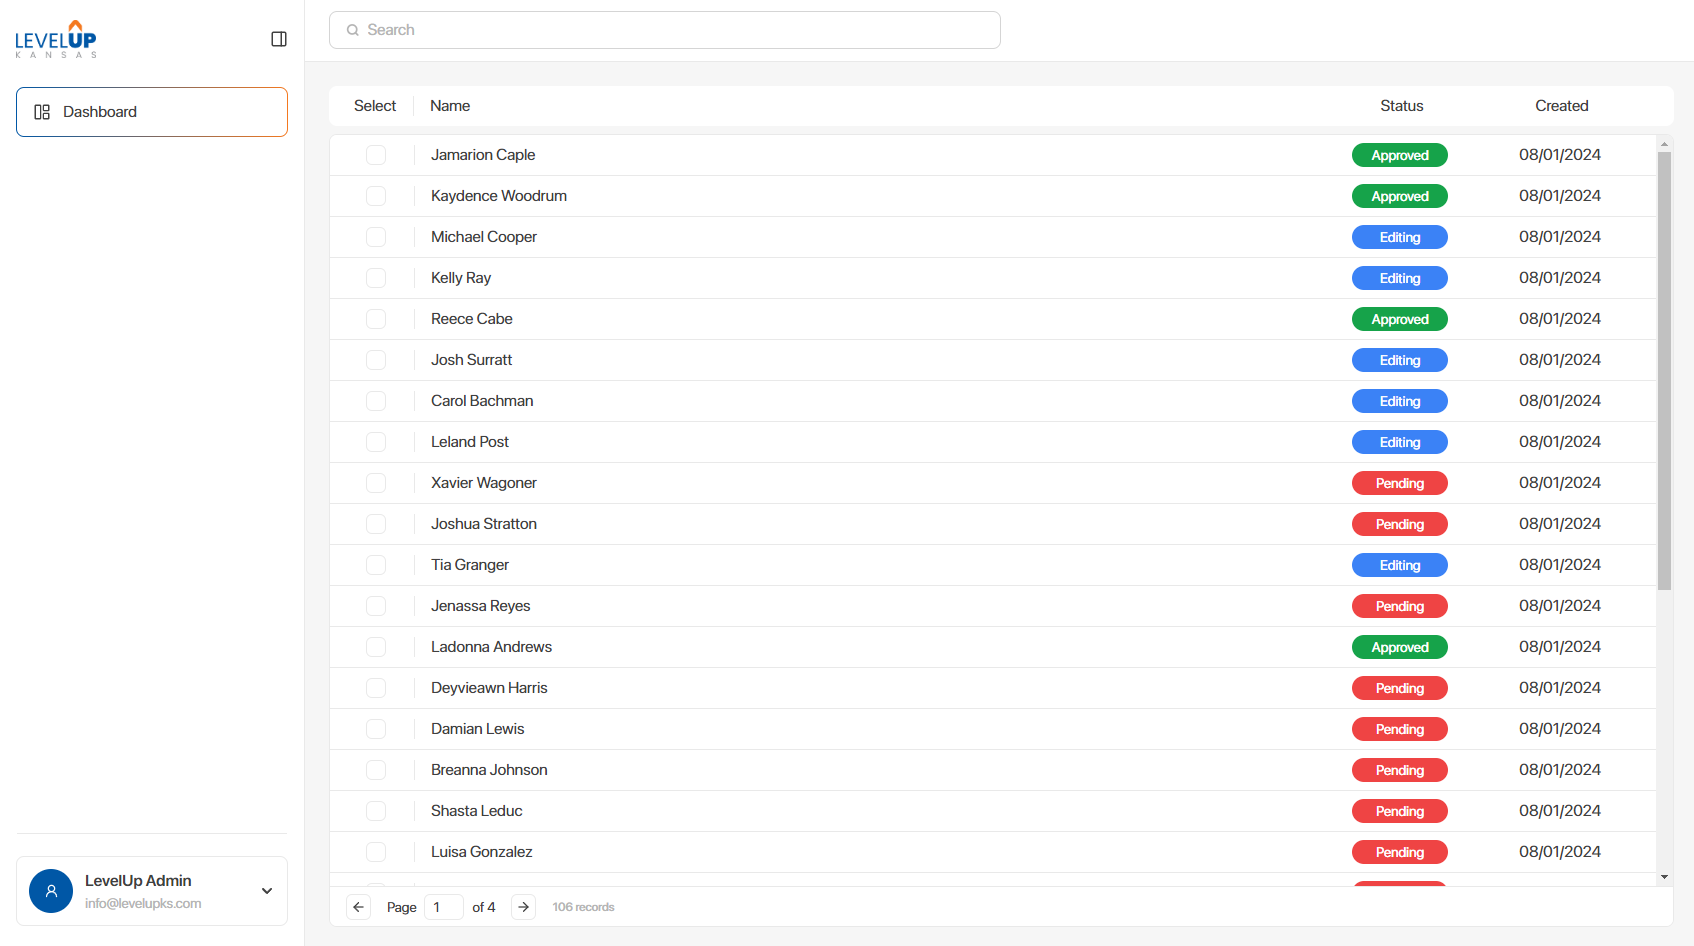 LEVELUP
KANSAS
Search
Dashboard
Select Name Status Created
Jamarion Caple Approved 08/01/2024
Kaydence Woodrum Approved 08/01/2024
Michael Cooper Editing 08/01/2024
Kelly Ray Editing 08/01/2024
Reece Cabe Approved 08/01/2024
Josh Surratt Editing 08/01/2024
Carol Bachman Editing 08/01/2024
Leland Post Editing 08/01/2024
Xavier Wagoner Pending 08/01/2024
Joshua Stratton Pending 08/01/2024
Tia Granger Editing 08/01/2024
Jenassa Reyes Pending 08/01/2024
Ladonna Andrews Approved 08/01/2024
Deyvieawn Harris Pending 08/01/2024
Damian Lewis Pending 08/01/2024
Breanna Johnson Pending 08/01/2024
Shasta Leduc Pending 08/01/2024
Luisa Gonzalez Pending 08/01/2024
LevelUp Admin
info@levelupks.com
Page 1 of 4 106 records